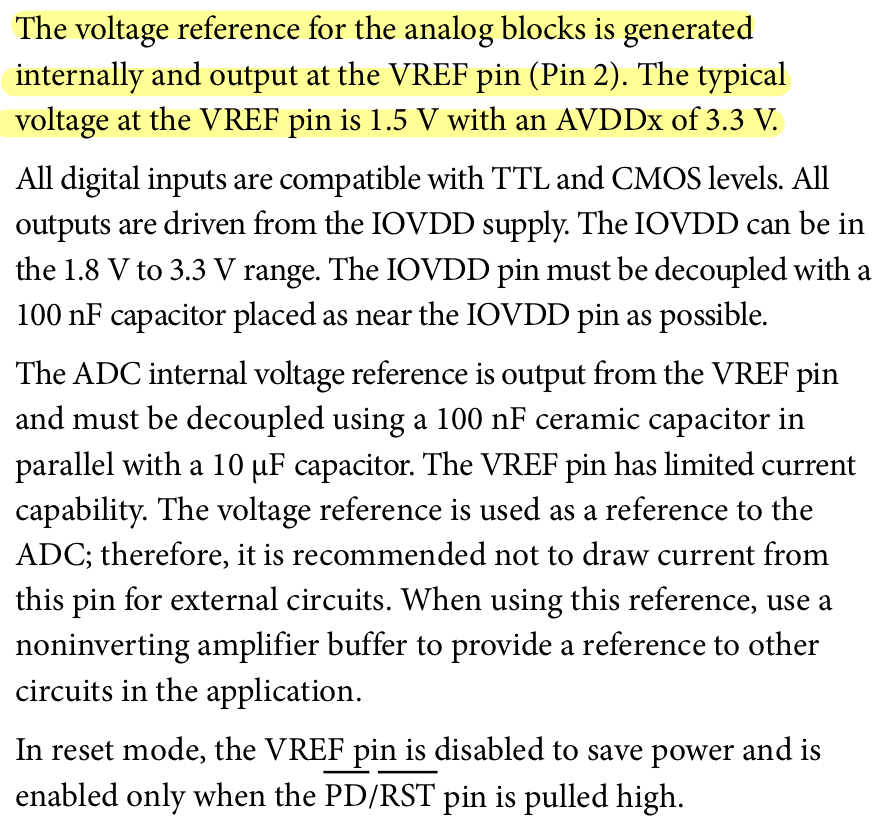 The voltage reference for the analog blocks is generated
internally and output at the VREF pin (Pin 2). The typical
voltage at the VREF pin is 1.5 V with an AVDDx of 3.3 V.
All digital inputs are compatible with TTL and CMOS levels. All
outputs are driven from the IOVDD supply. The IOVDD can be in
the 1.8 V to 3.3 V range. The IOVDD pin must be decoupled with a
100 nF capacitor placed as near the IOVDD pin as possible.
The ADC internal voltage reference is output from the VREF pin
and must be decoupled using a 100 nF ceramic capacitor in
parallel with a 10 μF capacitor. The VREF pin has limited current
capability. The voltage reference is used as a reference to the
ADC; therefore, it is recommended not to draw current from
this pin for external circuits. When using this reference, use a
noninverting amplifier buffer to provide a reference to other
circuits in the application.
In reset mode, the VREF pin is disabled to save power and is
enabled only when the P̅D̅/R̅S̅T̅ pin is pulled high.